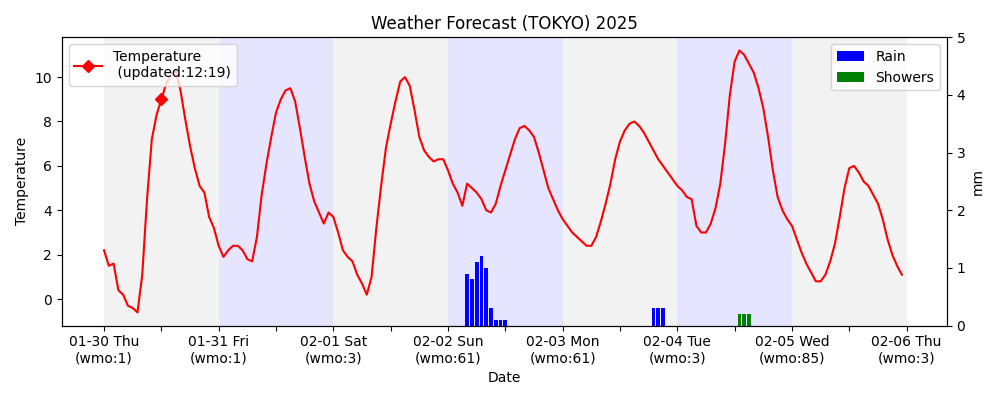 Weather Forecast (TOKYO) 2025
Temperature
(updated:12:19)
Rain
Showers
10
8
6
4
2
0
Temperature
5
4
3
2
1
0
mm
01-30 Thu
(wmo:1)
01-31 Fri
(wmo:1)
02-01 Sat
(wmo:3)
02-02 Sun
(wmo:61)
02-03 Mon
(wmo:61)
02-04 Tue
(wmo:3)
02-05 Wed
(wmo:85)
02-06 Thu
(wmo:3)
Date